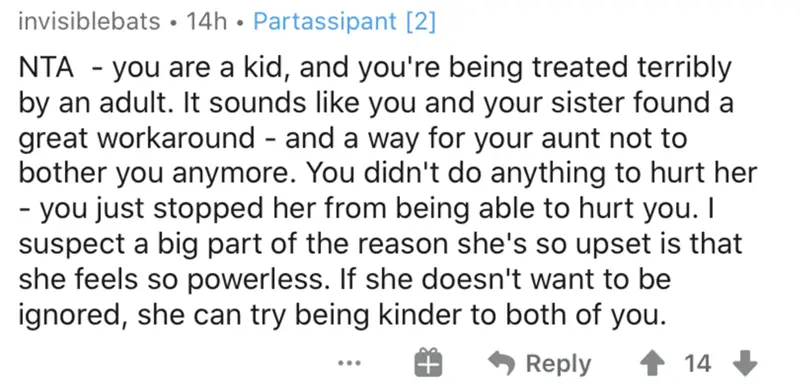 invisiblebats • 14h • Partassipant [2]
NTA - you are a kid, and you're being treated terribly
by an adult. It sounds like you and your sister found a
great workaround - and a way for your aunt not to
bother you anymore. You didn't do anything to hurt her
- you just stopped her from being able to hurt you. I
suspect a big part of the reason she's so upset is that
she feels so powerless. If she doesn't want to be
ignored, she can try being kinder to both of you.
... Reply 14